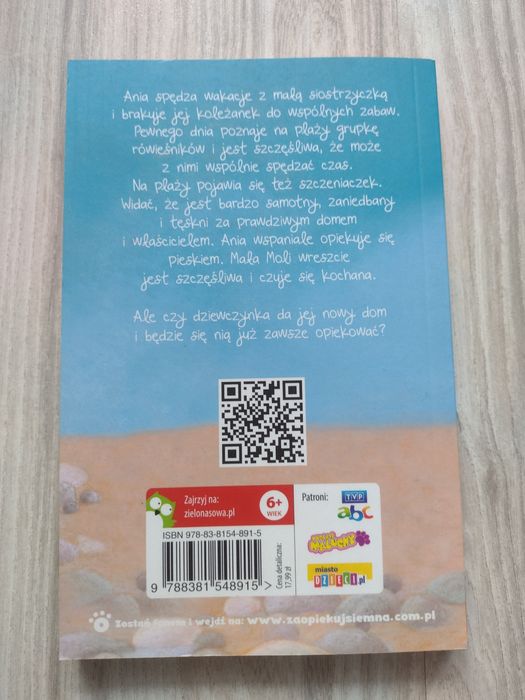 Ania spędza wakacje z małą siostrzyczką
i brakuje jej koleżanek do wspólnych zabaw.
Pewnego dnia poznaje na plaży grupkę
rówieśników i jest szczęśliwa, że może
z nimi wspólnie spędzać czas.
Na plaży pojawia się też szczeniaczek.
Widać, że jest bardzo samotny, zaniedbany
i tęskni za prawdziwym domem
i właścicielem. Ania wspaniale opiekuje się
pieskiem. Mała Moli wreszcie
jest szczęśliwa i czuje się kochana.
Ale czy dziewczynka da jej nowy dom
i będzie się nią już zawsze opiekować?
Zajrzyj na:
zielonasowa.pl
6+
WIEK
ISBN 978-83-8154-891-5
9 788381 548915 >
Cena detaliczna:
17,99 zł
Patroni:
TVP
abc
MALUCHY
miasto
DZIECI.pl
Zostań fanem i wejdź na: www.zaopiekujsiemna.com.pl